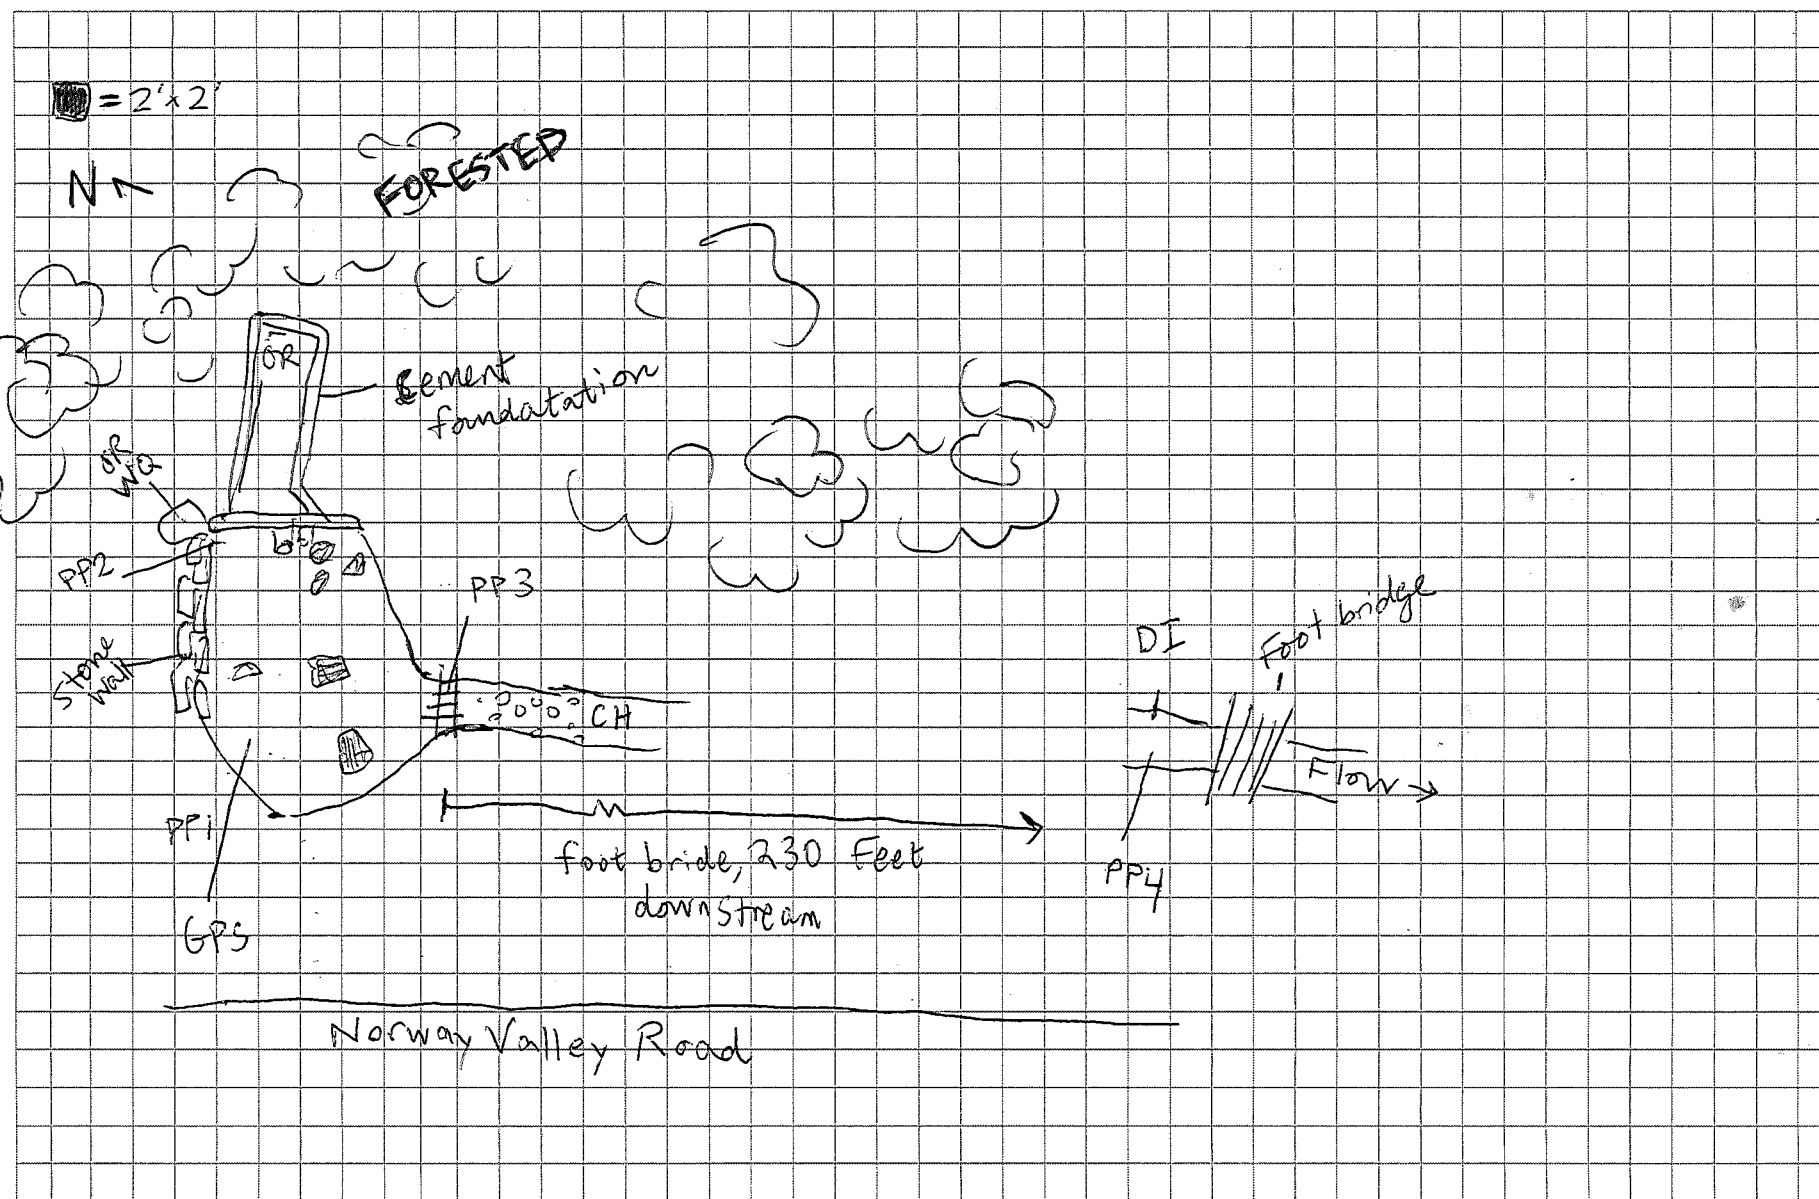 = 2'x2'
N
FORESTED
OR
Cement
foundatation
OR
WQ
PP2
PP3
Stone
wall
DI
Foot bridge
CH
Flow
PP1
foot bride, 230 Feet
downstream
PP4
GPS
Norway Valley Road